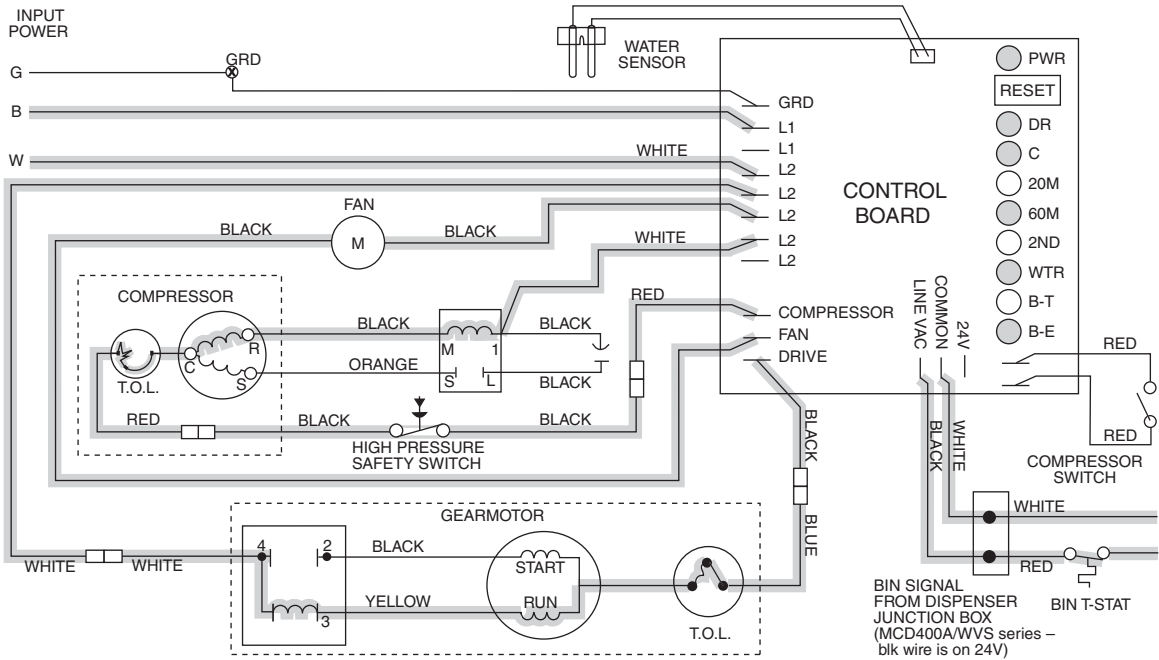 INPUT
POWER
G
GRD
B
W
WATER
SENSOR
WHITE
GRD
L1
L1
L2
L2
L2
L2
L2
CONTROL
BOARD
PWR
RESET
DR
C
20M
60M
2ND
WTR
B-T
B-E
FAN
M
BLACK
BLACK
WHITE
COMPRESSOR
R
C
S
T.O.L.
BLACK
ORANGE
M
1
S
L
BLACK
BLACK
RED
COMPRESSOR
FAN
DRIVE
LINE VAC
COMMON
24V
RED
RED
COMPRESSOR
SWITCH
RED
BLACK
HIGH PRESSURE
SAFETY SWITCH
BLACK
BLACK
BLUE
BLACK
WHITE
GEARMOTOR
4
2
3
BLACK
YELLOW
START
RUN
T.O.L.
WHITE
WHITE
WHITE
RED
BIN T-STAT
BIN SIGNAL
FROM DISPENSER
JUNCTION BOX
(MCD400A/WVS series –
blk wire is on 24V)